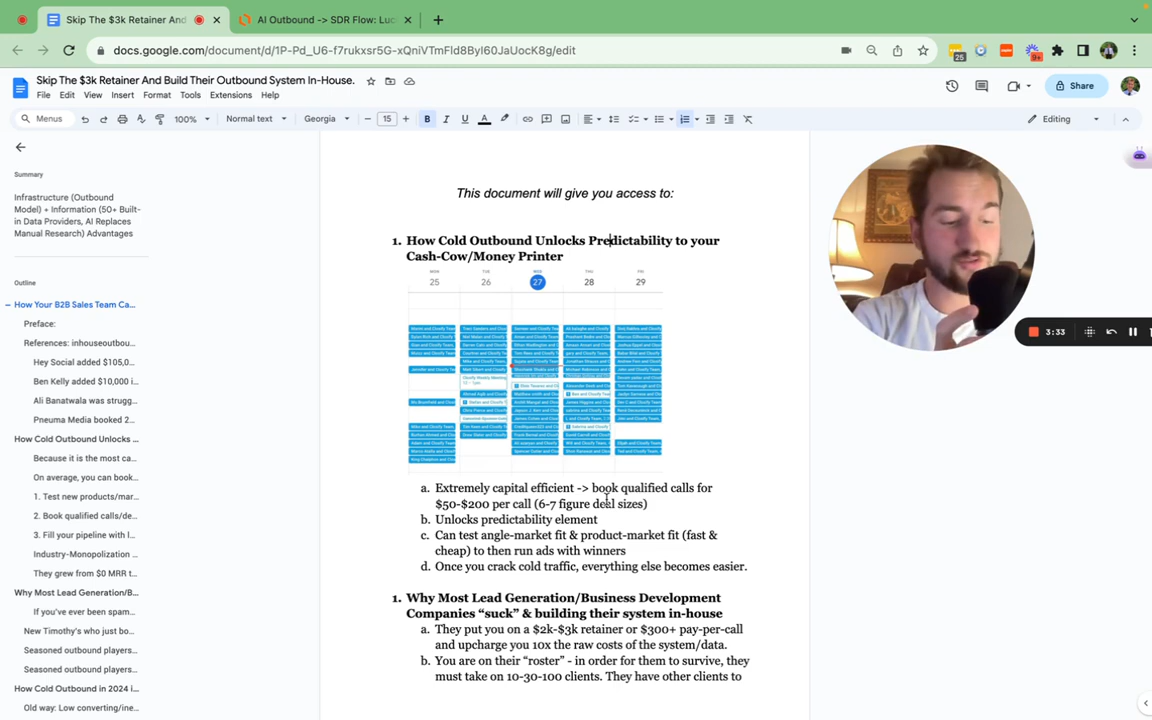 Skip The $3k Retainer And
AI Outbound -> SDR Flow: Luc
docs.google.com/document/d/1P-Pd_U6-f7rukxsr5G-xQniVTmFld8ByI60JaUocK8g/edit
25
9+
Skip The $3k Retainer And Build Their Outbound System In-House.
File Edit View Insert Format Tools Extensions Help
Share
Menus
100%
Normal text
Georgia
15
B I U A
Editing
Summary
Infrastructure (Outbound
Model) + Information (50+ Built-
in Data Providers, AI Replaces
Manual Research) Advantages
Outline
How Your B2B Sales Team Ca...
Preface:
References: inhouseoutbou...
Hey Social added $105,0...
Ben Kelly added $10,000 i...
Ali Banatwala was strugg...
Pneuma Media booked 2...
How Cold Outbound Unlocks ...
Because it is the most ca...
On average, you can book...
1. Test new products/mar...
2. Book qualified calls/de...
3. Fill your pipeline with l...
Industry-Monopolization ...
They grew from $0 MRR t...
Why Most Lead Generation/B...
If you've ever been spam...
New Timothy's who just bo...
Seasoned outbound players...
Seasoned outbound players...
How Cold Outbound in 2024 i...
Old way: Low converting/ine...
This document will give you access to:
1. How Cold Outbound Unlocks Predictability to your
Cash-Cow/Money Printer
MON TUE WED THU FRI
25 26 27 28 29
a. Extremely capital efficient -> book qualified calls for
$50-$200 per call (6-7 figure deal sizes)
b. Unlocks predictability element
c. Can test angle-market fit & product-market fit (fast &
cheap) to then run ads with winners
d. Once you crack cold traffic, everything else becomes easier.
1. Why Most Lead Generation/Business Development
Companies “suck” & building their system in-house
a. They put you on a $2k-$3k retainer or $300+ pay-per-call
and upcharge you 10x the raw costs of the system/data.
b. You are on their “roster” - in order for them to survive, they
must take on 10-30-100 clients. They have other clients to
3:33